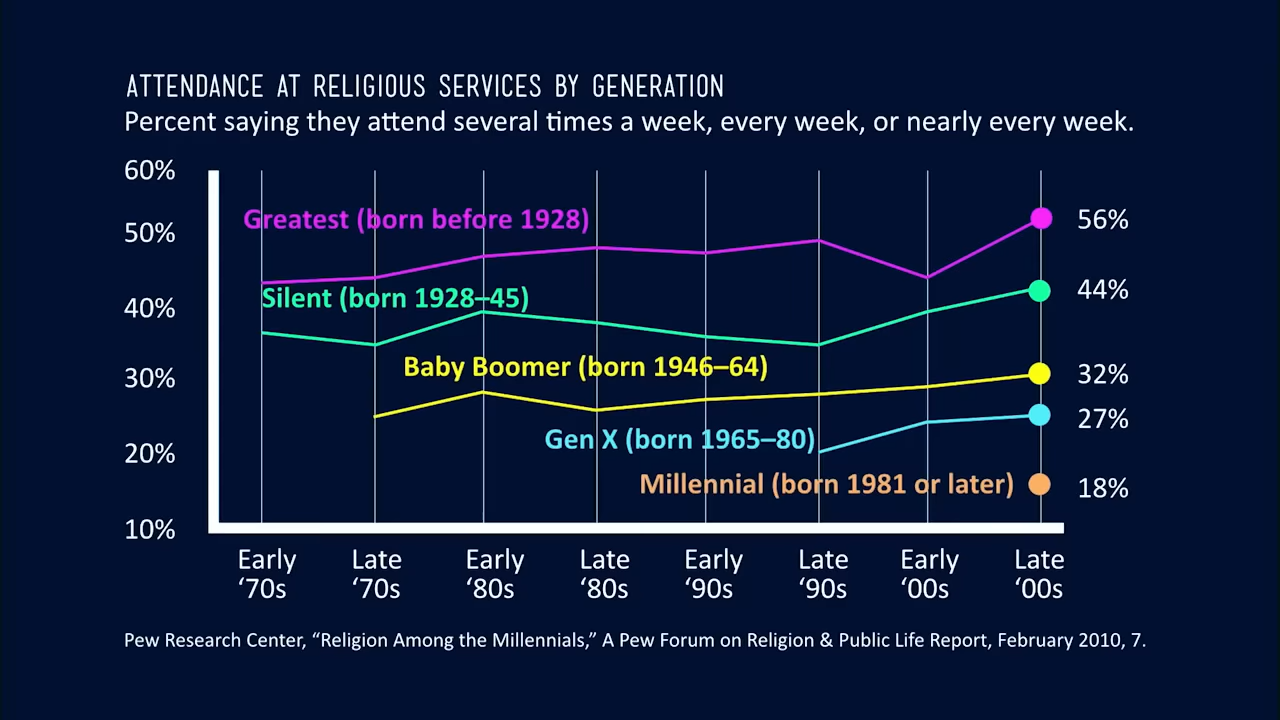 ATTENDANCE AT RELIGIOUS SERVICES BY GENERATION
Percent saying they attend several times a week, every week, or nearly every week.
60%
50%
40%
30%
20%
10%
Greatest (born before 1928)
Silent (born 1928–45)
Baby Boomer (born 1946–64)
Gen X (born 1965–80)
Millennial (born 1981 or later)
56%
44%
32%
27%
18%
Early Late Early Late Early Late Early Late
‘70s ‘70s ‘80s ‘80s ‘90s ‘90s ‘00s ‘00s
Pew Research Center, “Religion Among the Millennials,” A Pew Forum on Religion & Public Life Report, February 2010, 7.